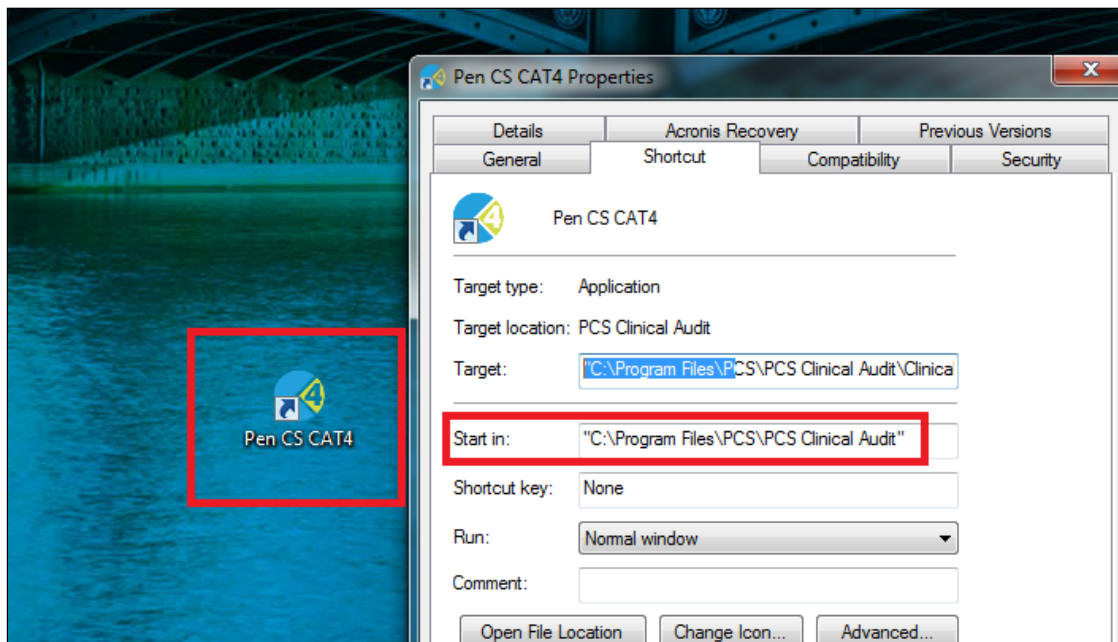 Pen CS CAT4 Properties
Details Acronis Recovery Previous Versions
General Shortcut Compatibility Security
4 Pen CS CAT4
Target type: Application
Target location: PCS Clinical Audit
Target: "C:\Program Files\PCS\PCS Clinical Audit\Clinica
4
Pen CS CAT4
Start in: "C:\Program Files\PCS\PCS Clinical Audit"
Shortcut key: None
Run: Normal window
Comment:
Open File Location Change Icon... Advanced...